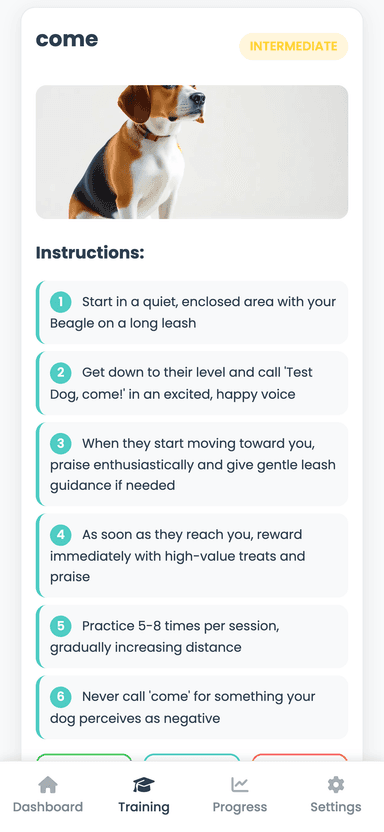 come
INTERMEDIATE
Instructions:
1 Start in a quiet, enclosed area with your
Beagle on a long leash
2 Get down to their level and call 'Test
Dog, come!' in an excited, happy voice
3 When they start moving toward you,
praise enthusiastically and give gentle leash
guidance if needed
4 As soon as they reach you, reward
immediately with high-value treats and
praise
5 Practice 5-8 times per session,
gradually increasing distance
6 Never call 'come' for something your
dog perceives as negative
Dashboard
Training
Progress
Settings